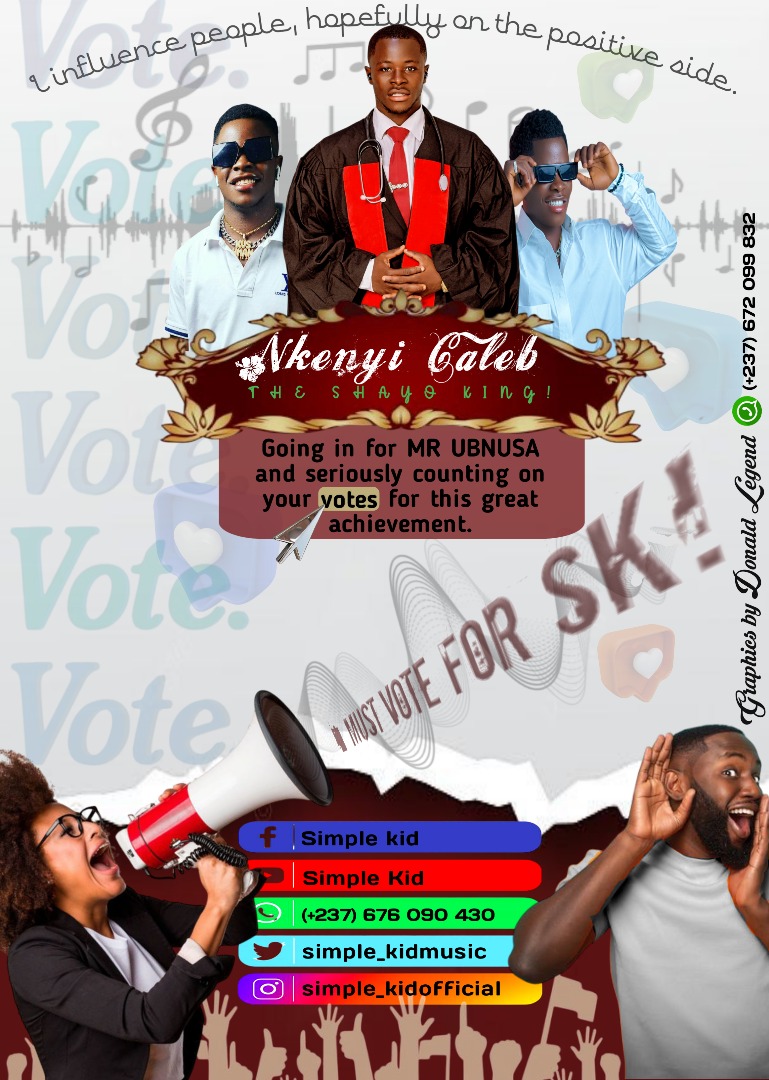 I influence people, hopefully on the positive side.
Vote.
Vote.
Vote.
Vote.
Vote.
Vote.
Nkenyi Caleb
THE SHAYO KING!
Going in for MR UBNUSA
and seriously counting on
your votes for this great
achievement.
I MUST VOTE FOR SK!
Graphics by Donald Legend (+237) 672 099 832
Simple kid
Simple Kid
(+237) 676 090 430
simple_kidmusic
simple_kidofficial